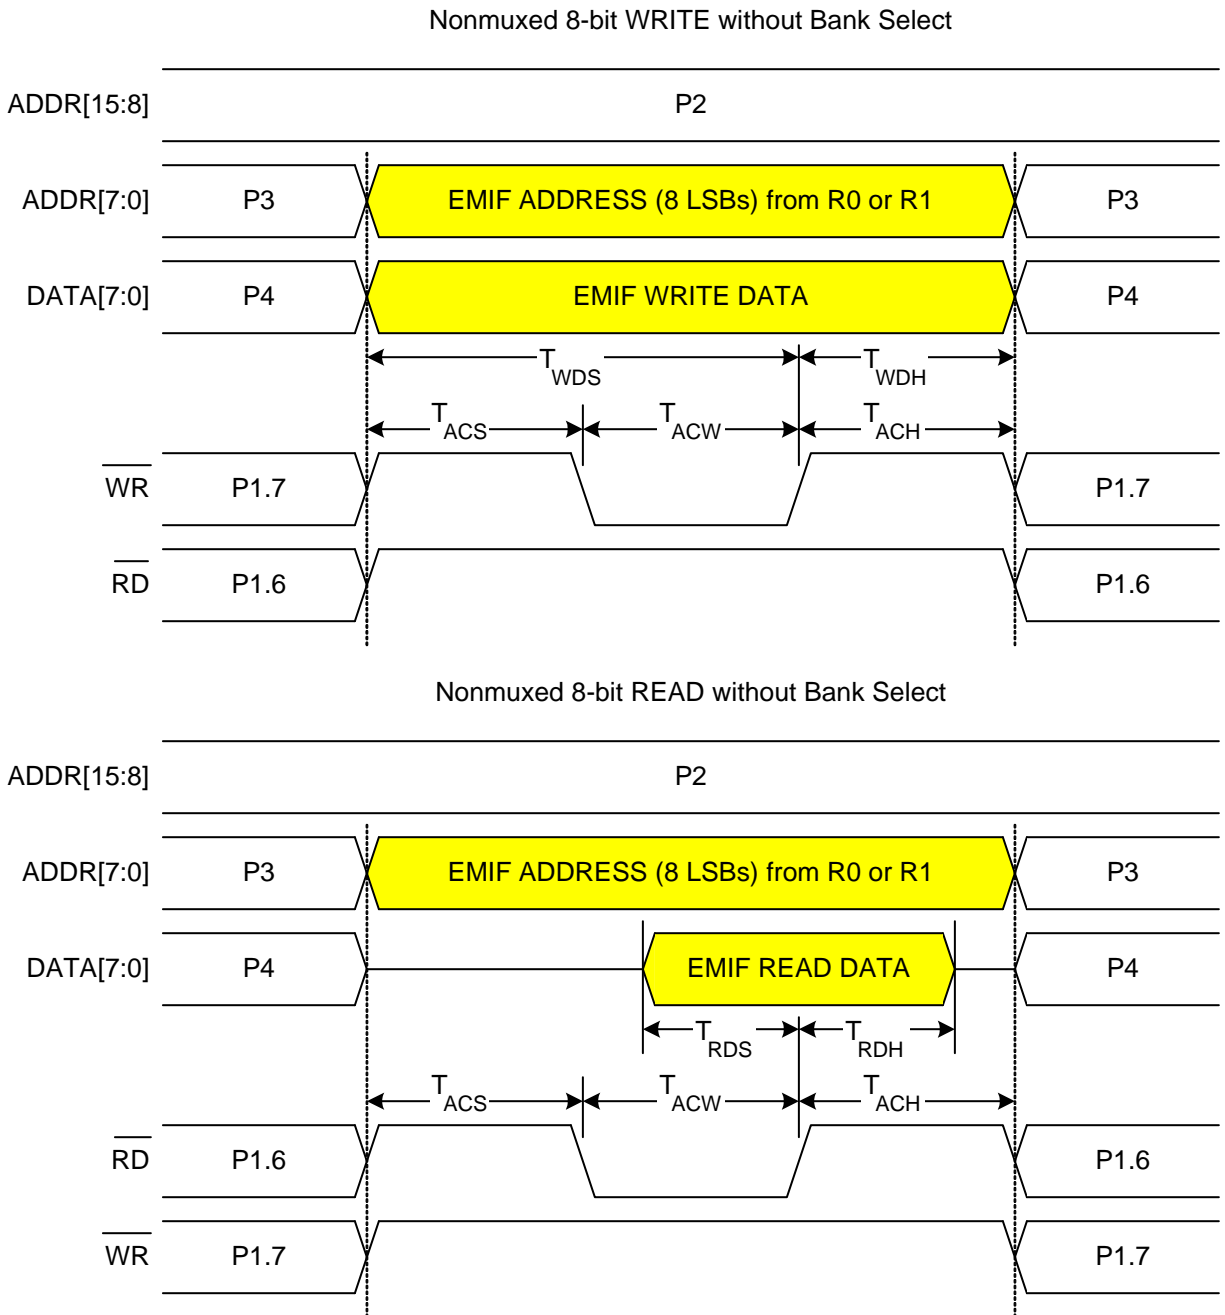 Nonmuxed 8-bit WRITE without Bank Select
ADDR[15:8] P2
ADDR[7:0] P3 EMIF ADDRESS (8 LSBs) from R0 or R1 P3
DATA[7:0] P4 EMIF WRITE DATA P4
TWDS TWDH
TACS TACW TACH
WR P1.7 P1.7
RD P1.6 P1.6
Nonmuxed 8-bit READ without Bank Select
ADDR[15:8] P2
ADDR[7:0] P3 EMIF ADDRESS (8 LSBs) from R0 or R1 P3
DATA[7:0] P4 EMIF READ DATA P4
TRDS TRDH
TACS TACW TACH
RD P1.6 P1.6
WR P1.7 P1.7